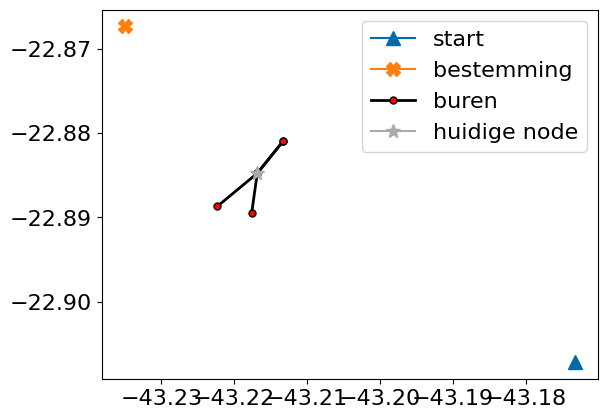 start
bestemming
buren
huidige node
−22.87
−22.88
−22.89
−22.90
−43.23 −43.22 −43.21 −43.20 −43.19 −43.18